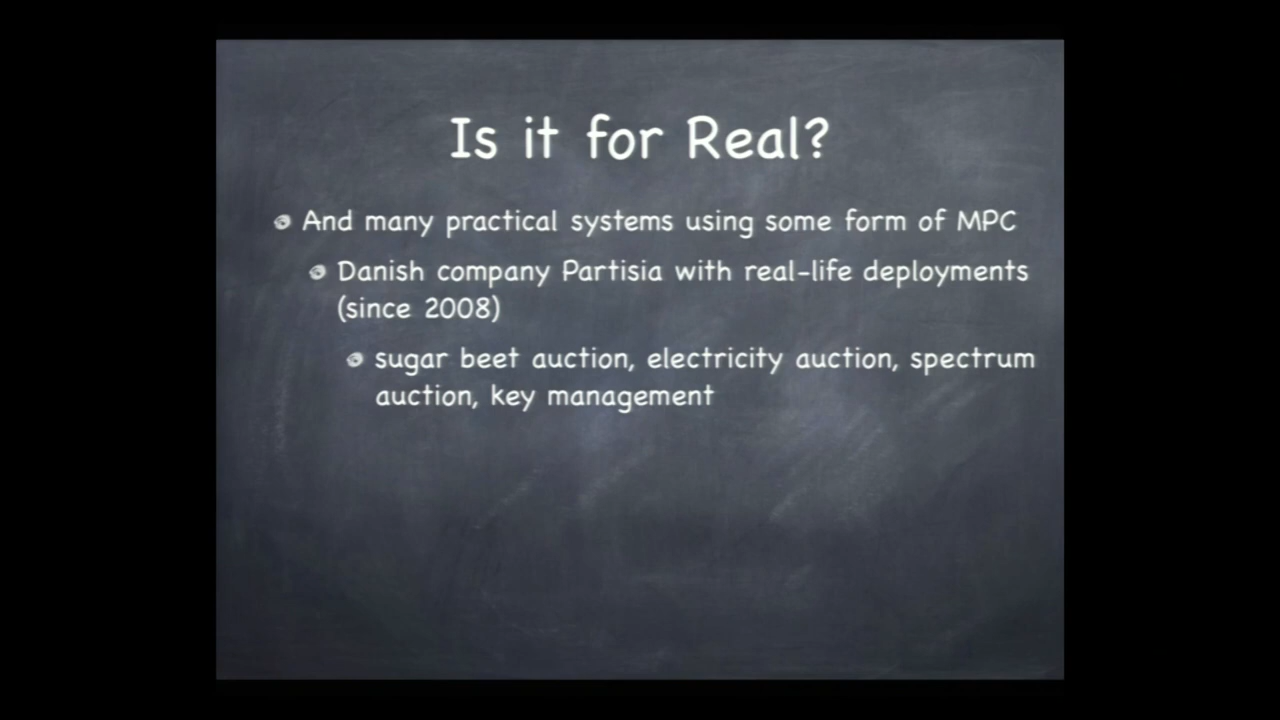 Is it for Real?
And many practical systems using some form of MPC
Danish company Partisia with real-life deployments
(since 2008)
sugar beet auction, electricity auction, spectrum
auction, key management